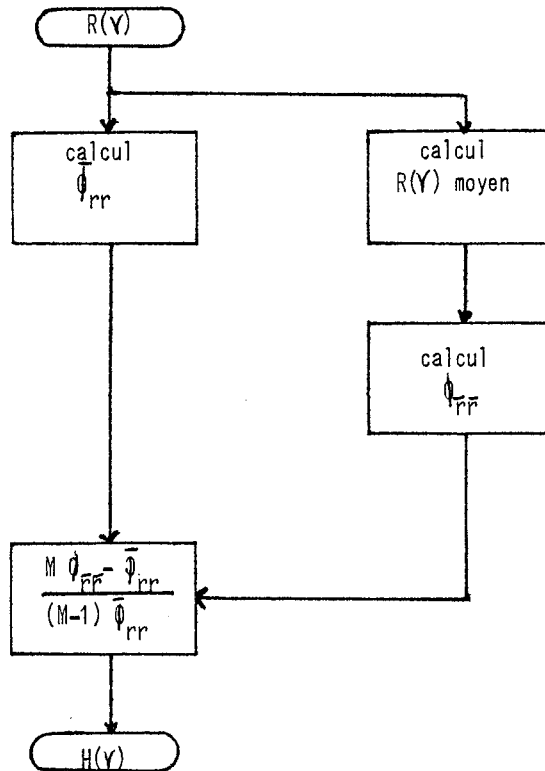 R(γ)
calcul
ϕ̄rr
calcul
R(γ) moyen
calcul
ϕr̄r̄
M ϕr̄r̄ - ϕ̄rr
(M-1) ϕ̄rr
H(γ)